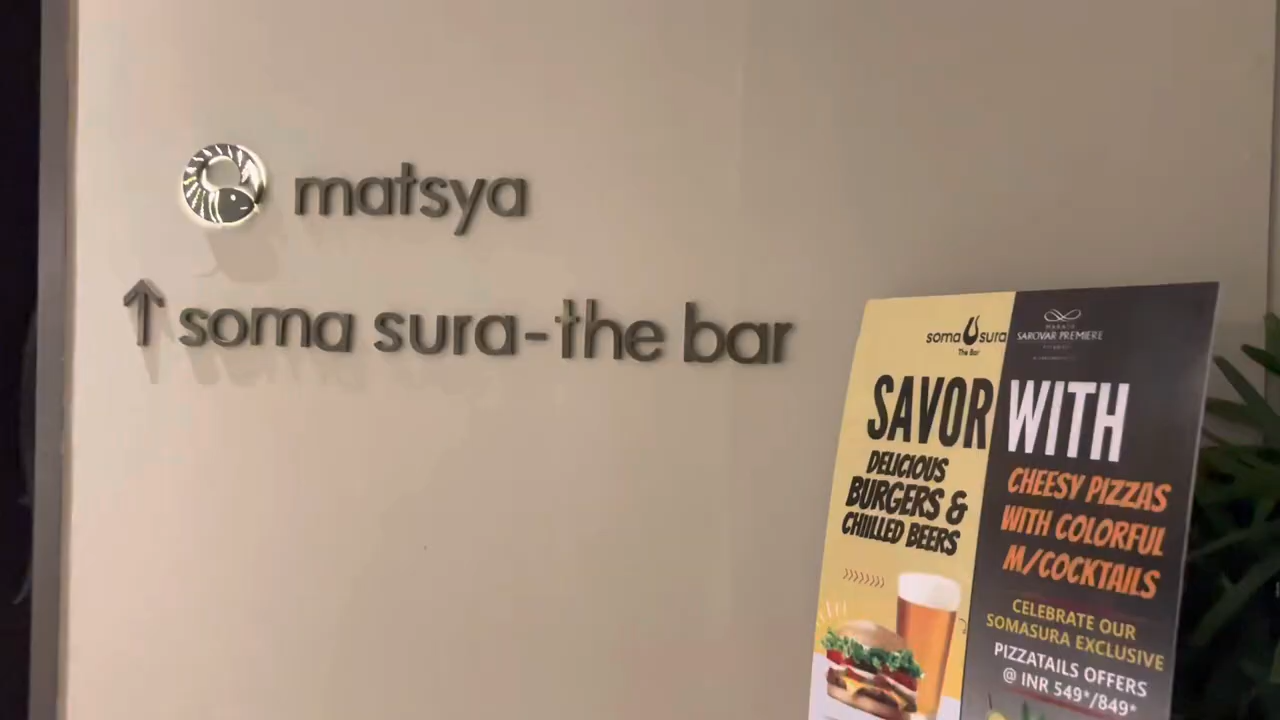 matsya
soma sura-the bar
soma sura
The Bar
SAROVAR PREMIERE
SAVOR WITH
DELICIOUS
BURGERS &
CHIILLED BEERS
CHEESY PIZZAS
WITH COLORFUL
M/COCKTAILS
CELEBRATE OUR
SOMASURA EXCLUSIVE
PIZZATAILS OFFERS
@ INR 549*/849*